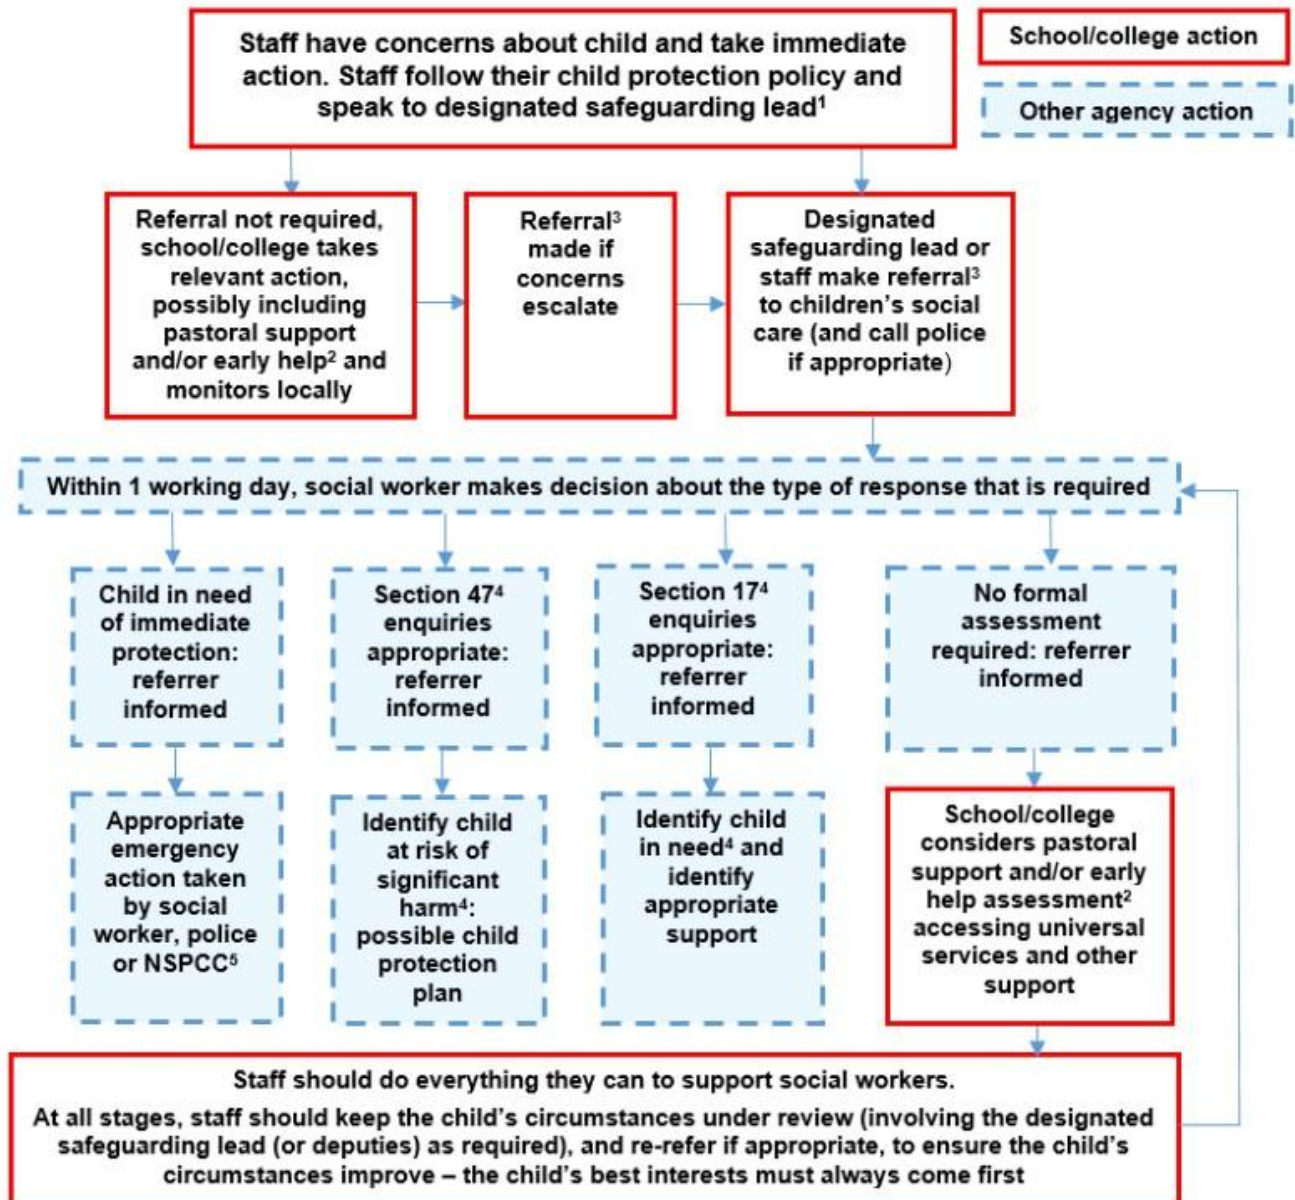 Staff have concerns about child and take immediate
action. Staff follow their child protection policy and
speak to designated safeguarding lead¹
School/college action
Other agency action
Referral not required,
school/college takes
relevant action,
possibly including
pastoral support
and/or early help² and
monitors locally
Referral³
made if
concerns
escalate
Designated
safeguarding lead or
staff make referral³
to children's social
care (and call police
if appropriate)
Within 1 working day, social worker makes decision about the type of response that is required
Child in need
of immediate
protection:
referrer
informed
Section 47⁴
enquiries
appropriate:
referrer
informed
Section 17⁴
enquiries
appropriate:
referrer
informed
No formal
assessment
required: referrer
informed
Appropriate
emergency
action taken
by social
worker, police
or NSPCC⁵
Identify child
at risk of
significant
harm⁴:
possible child
protection
plan
Identify child
in need⁴ and
identify
appropriate
support
School/college
considers pastoral
support and/or early
help assessment²
accessing universal
services and other
support
Staff should do everything they can to support social workers.
At all stages, staff should keep the child's circumstances under review (involving the designated
safeguarding lead (or deputies) as required), and re-refer if appropriate, to ensure the child's
circumstances improve – the child's best interests must always come first